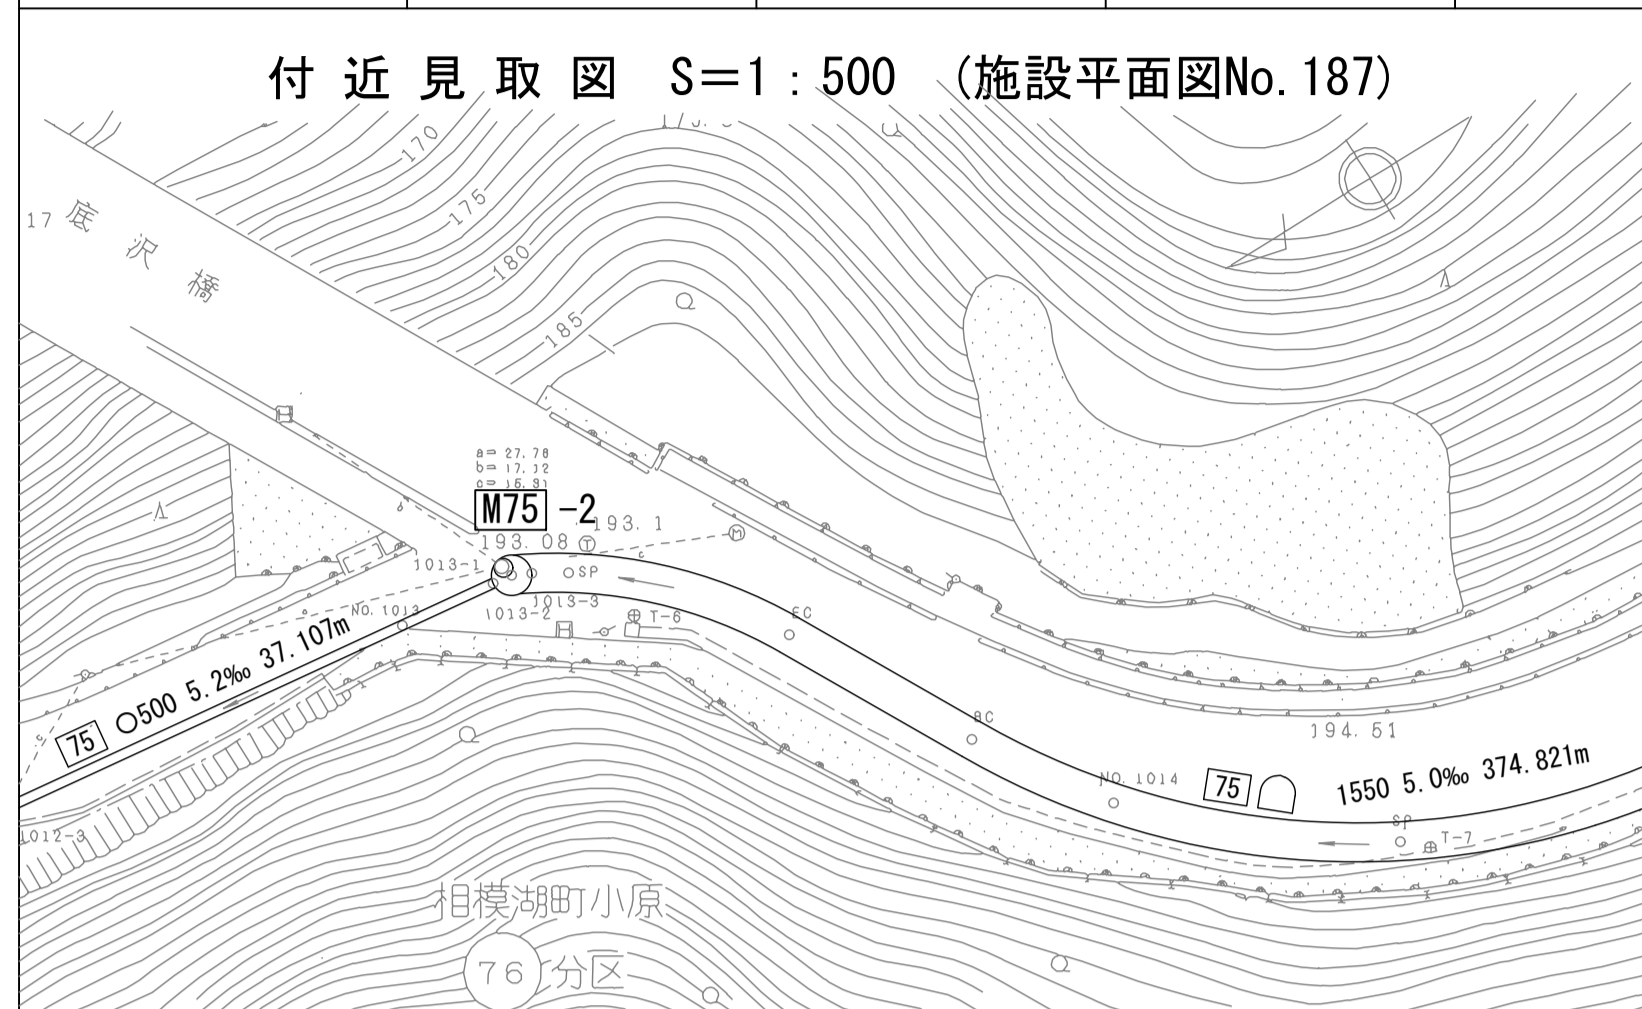 付近見取図 S=1:500 (施設平面図No.187)
170
175
180
185
17
底沢橋
a= 27.78
b= 17.12
M75 -2
193.1
193.08 T
M
1013-1
SP
1013-3
1013-2
NO. 1013
T-6
EC
BC
75 ○500 5.2‰ 37.107m
194.51
NO. 1014
75 1550 5.0‰ 374.821m
SP
T-7
1012-3
相模湖町小原
76 分区